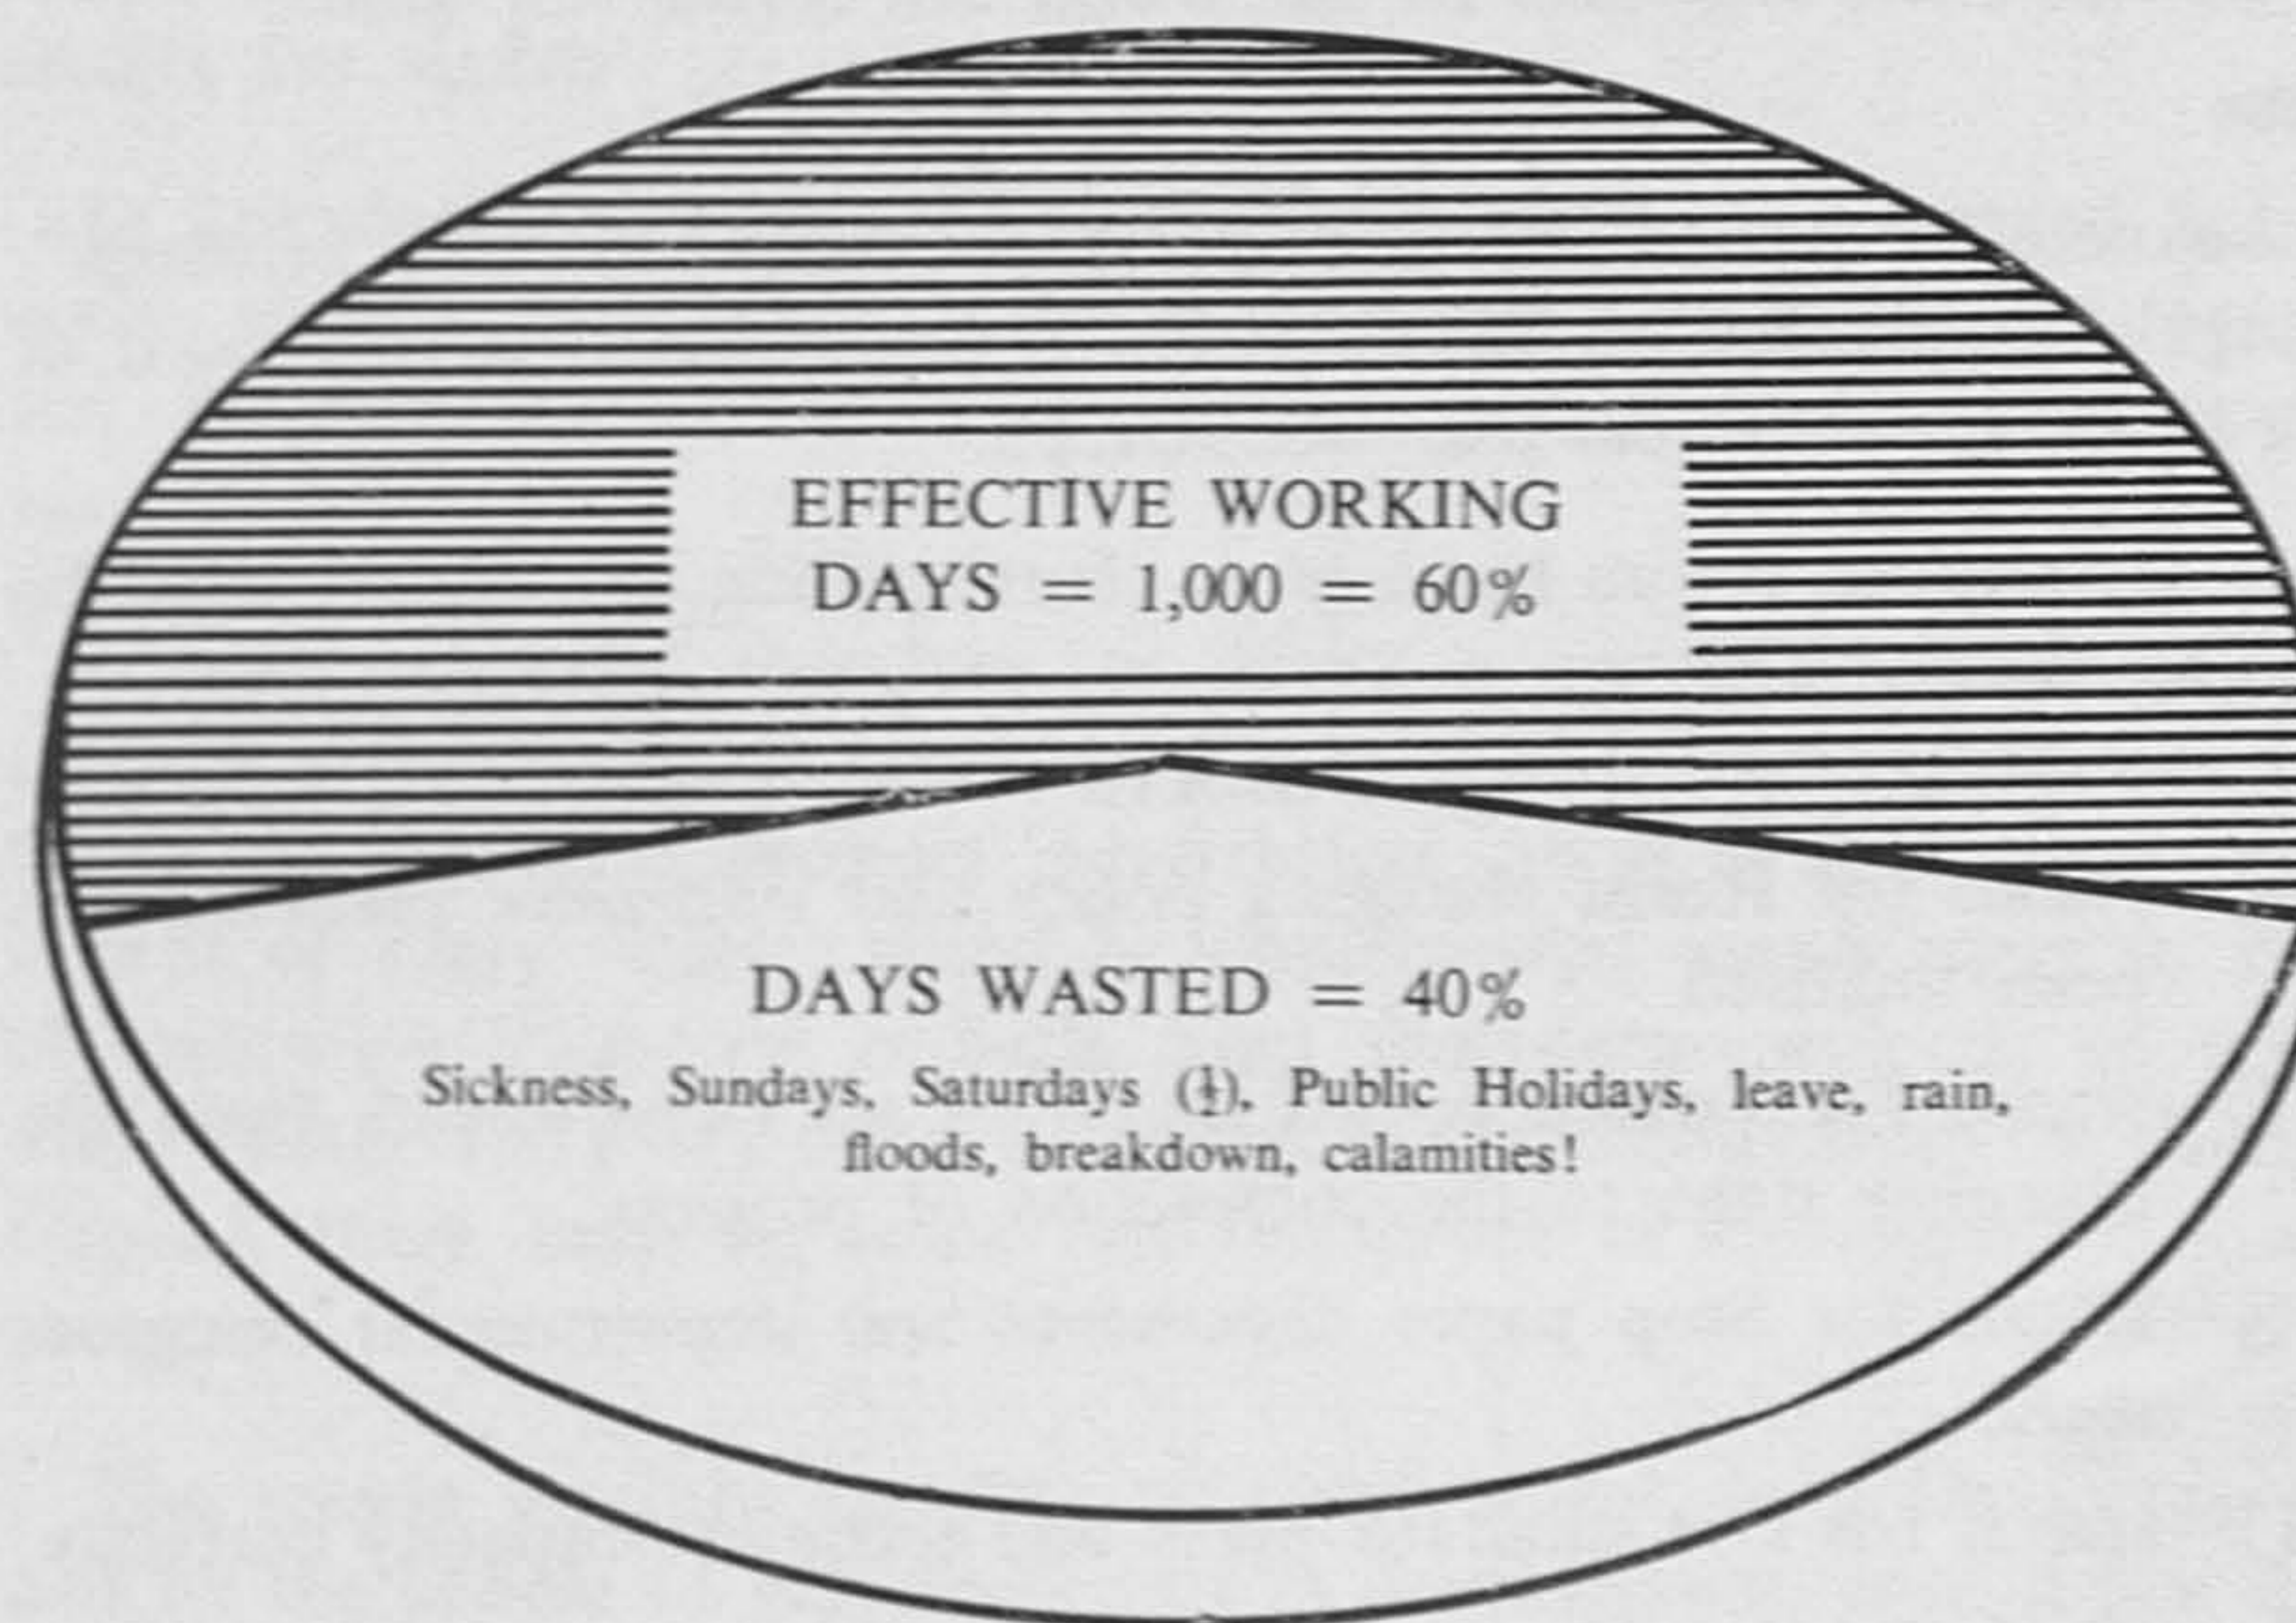 EFFECTIVE WORKING
DAYS = 1,000 = 60%
DAYS WASTED = 40%
Sickness, Sundays, Saturdays (½), Public Holidays, leave, rain,
floods, breakdown, calamities!